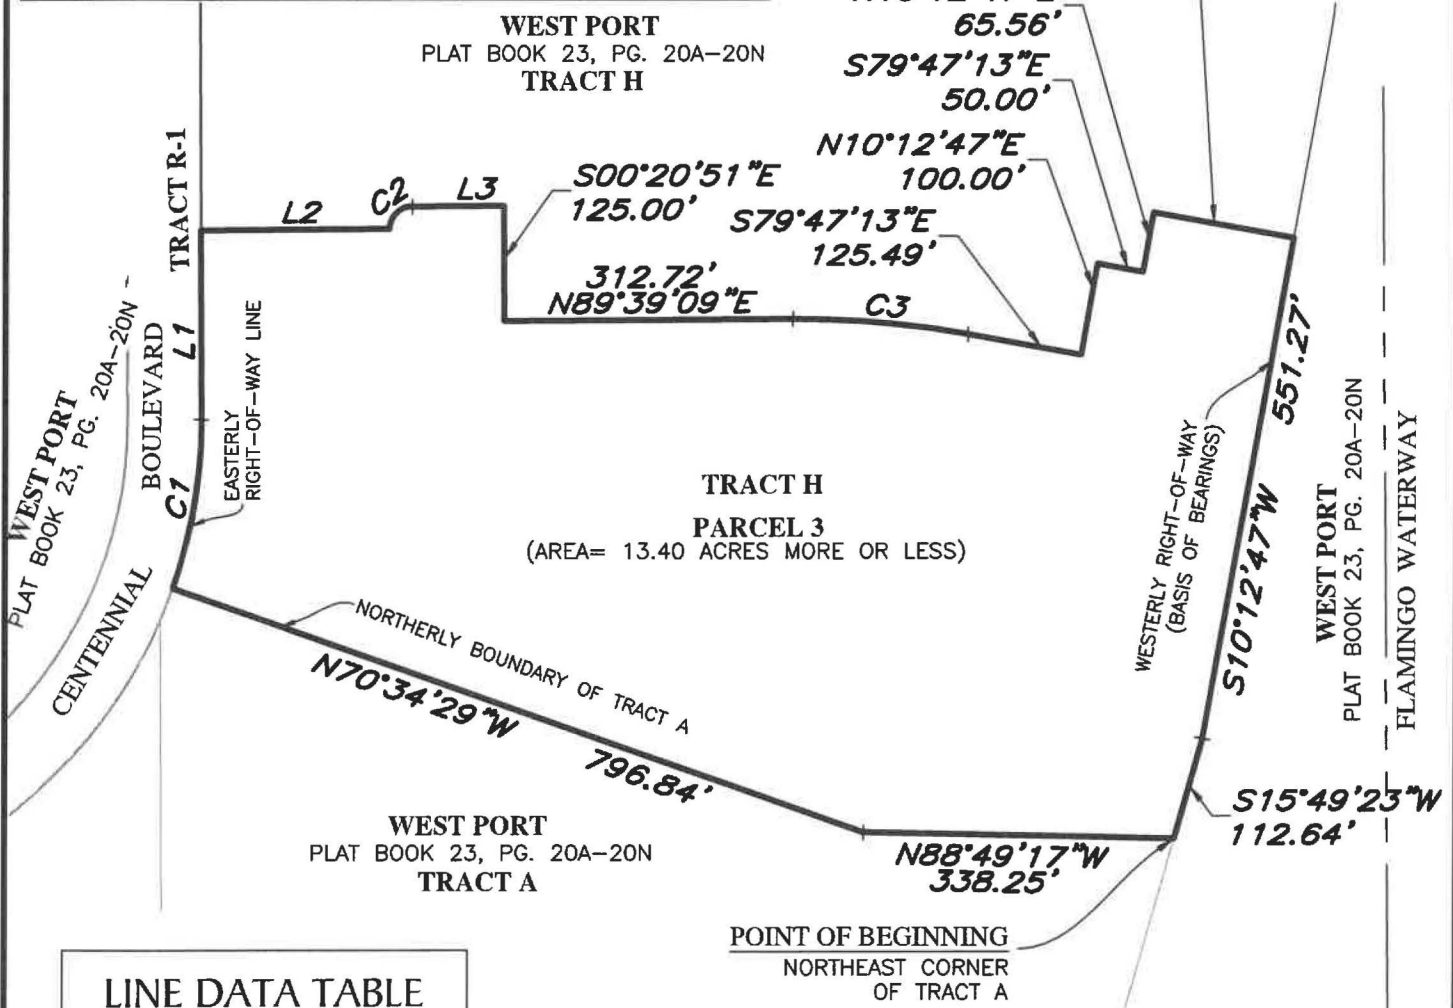 WEST PORT
PLAT BOOK 23, PG. 20A-20N
TRACT H
65.56'
S79°47'13"E
50.00'
N10°12'47"E
100.00'
S79°47'13"E
125.49'
S00°20'51"E
125.00'
TRACT R-1
L2
C2
L3
312.72'
N89°39'09"E
C3
L1
C1
EASTERLY
RIGHT-OF-WAY LINE
BOULEVARD
CENTENNIAL
WEST PORT
PLAT BOOK 23, PG. 20A-20N
TRACT H
PARCEL 3
(AREA= 13.40 ACRES MORE OR LESS)
WESTERLY RIGHT-OF-WAY
(BASIS OF BEARINGS)
551.27'
S10°12'47"W
WEST PORT
PLAT BOOK 23, PG. 20A-20N
FLAMINGO WATERWAY
NORTHERLY BOUNDARY OF TRACT A
N70°34'29"W
796.84'
S15°49'23"W
112.64'
N88°49'17"W
338.25'
WEST PORT
PLAT BOOK 23, PG. 20A-20N
TRACT A
POINT OF BEGINNING
NORTHEAST CORNER
OF TRACT A
LINE DATA TABLE